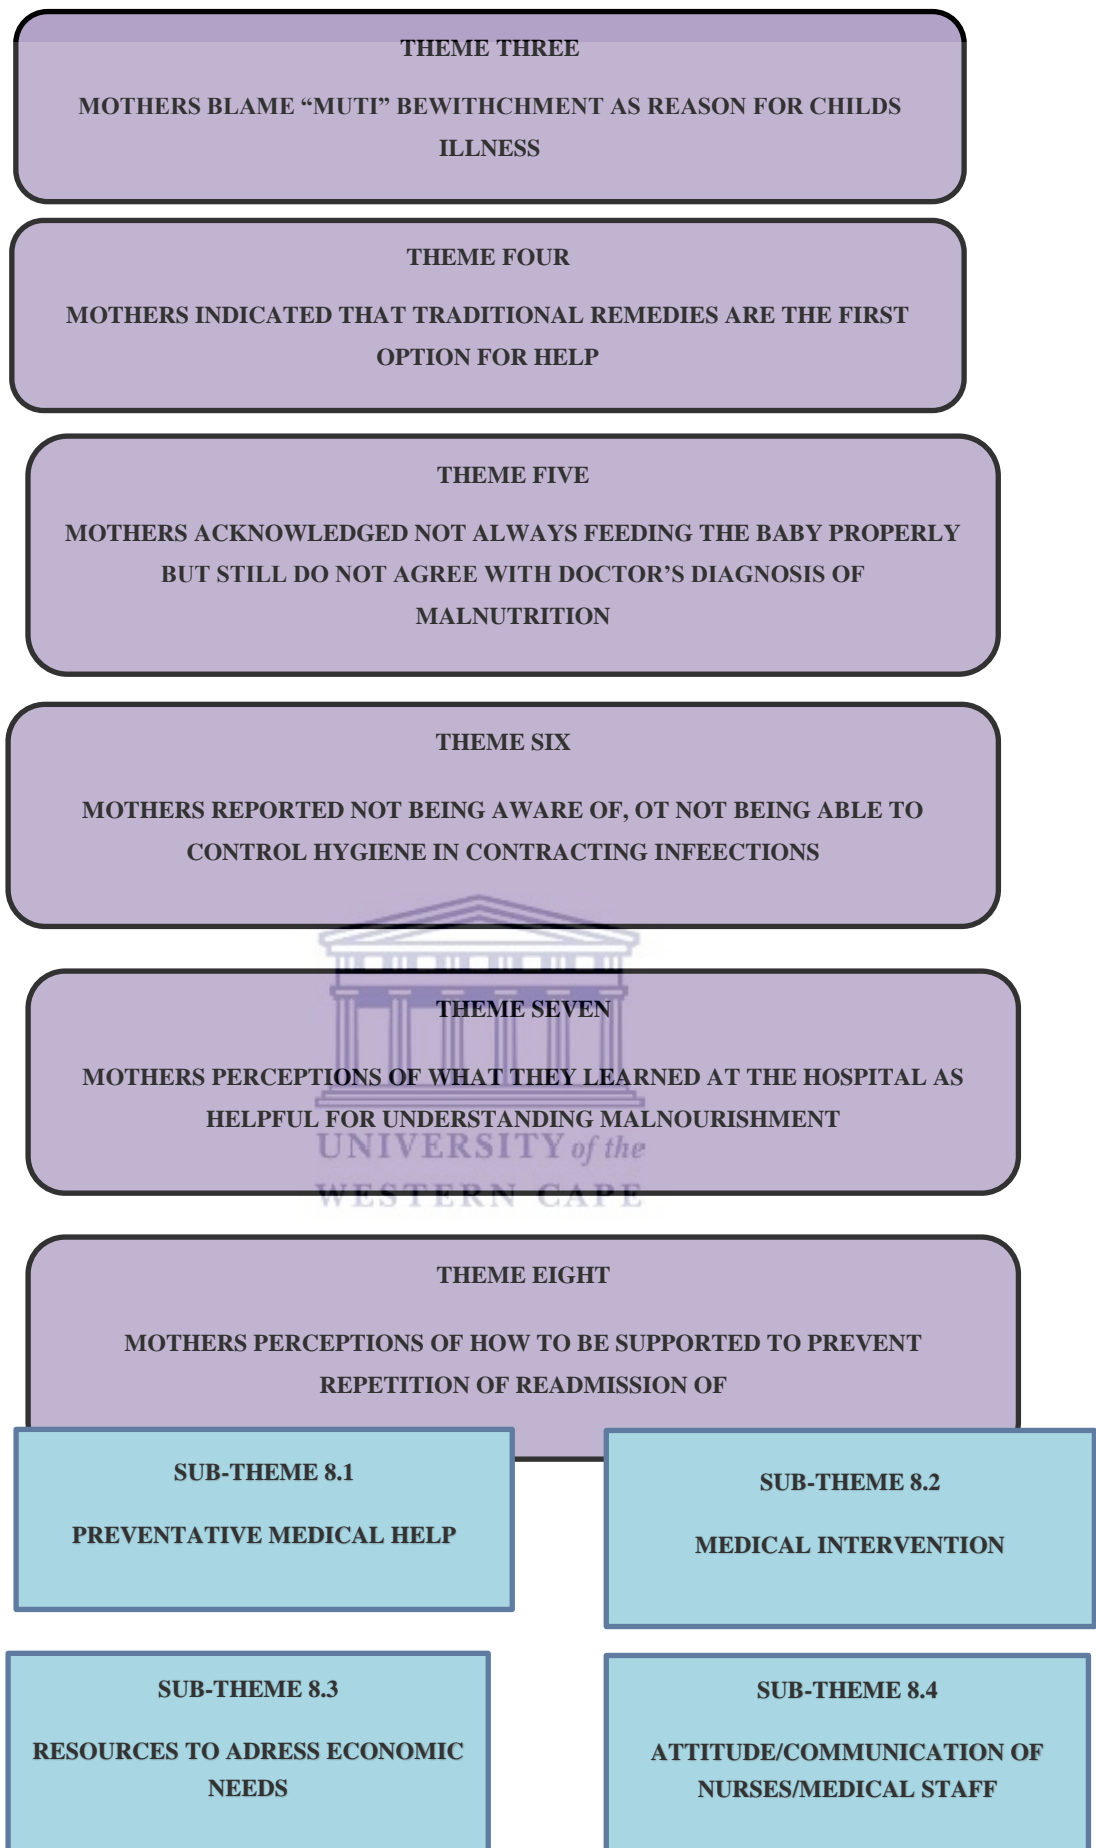 THEME THREE
MOTHERS BLAME “MUTI” BEWITHCHMENT AS REASON FOR CHILDS
ILLNESS
THEME FOUR
MOTHERS INDICATED THAT TRADITIONAL REMEDIES ARE THE FIRST
OPTION FOR HELP
THEME FIVE
MOTHERS ACKNOWLEDGED NOT ALWAYS FEEDING THE BABY PROPERLY
BUT STILL DO NOT AGREE WITH DOCTOR’S DIAGNOSIS OF
MALNUTRITION
THEME SIX
MOTHERS REPORTED NOT BEING AWARE OF, OT NOT BEING ABLE TO
CONTROL HYGIENE IN CONTRACTING INFEECTIONS
THEME SEVEN
MOTHERS PERCEPTIONS OF WHAT THEY LEARNED AT THE HOSPITAL AS
HELPFUL FOR UNDERSTANDING MALNOURISHMENT
UNIVERSITY of the
WESTERN CAPE
THEME EIGHT
MOTHERS PERCEPTIONS OF HOW TO BE SUPPORTED TO PREVENT
REPETITION OF READMISSION OF
SUB-THEME 8.1
PREVENTATIVE MEDICAL HELP
SUB-THEME 8.2
MEDICAL INTERVENTION
SUB-THEME 8.3
RESOURCES TO ADRESS ECONOMIC
NEEDS
SUB-THEME 8.4
ATTITUDE/COMMUNICATION OF
NURSES/MEDICAL STAFF